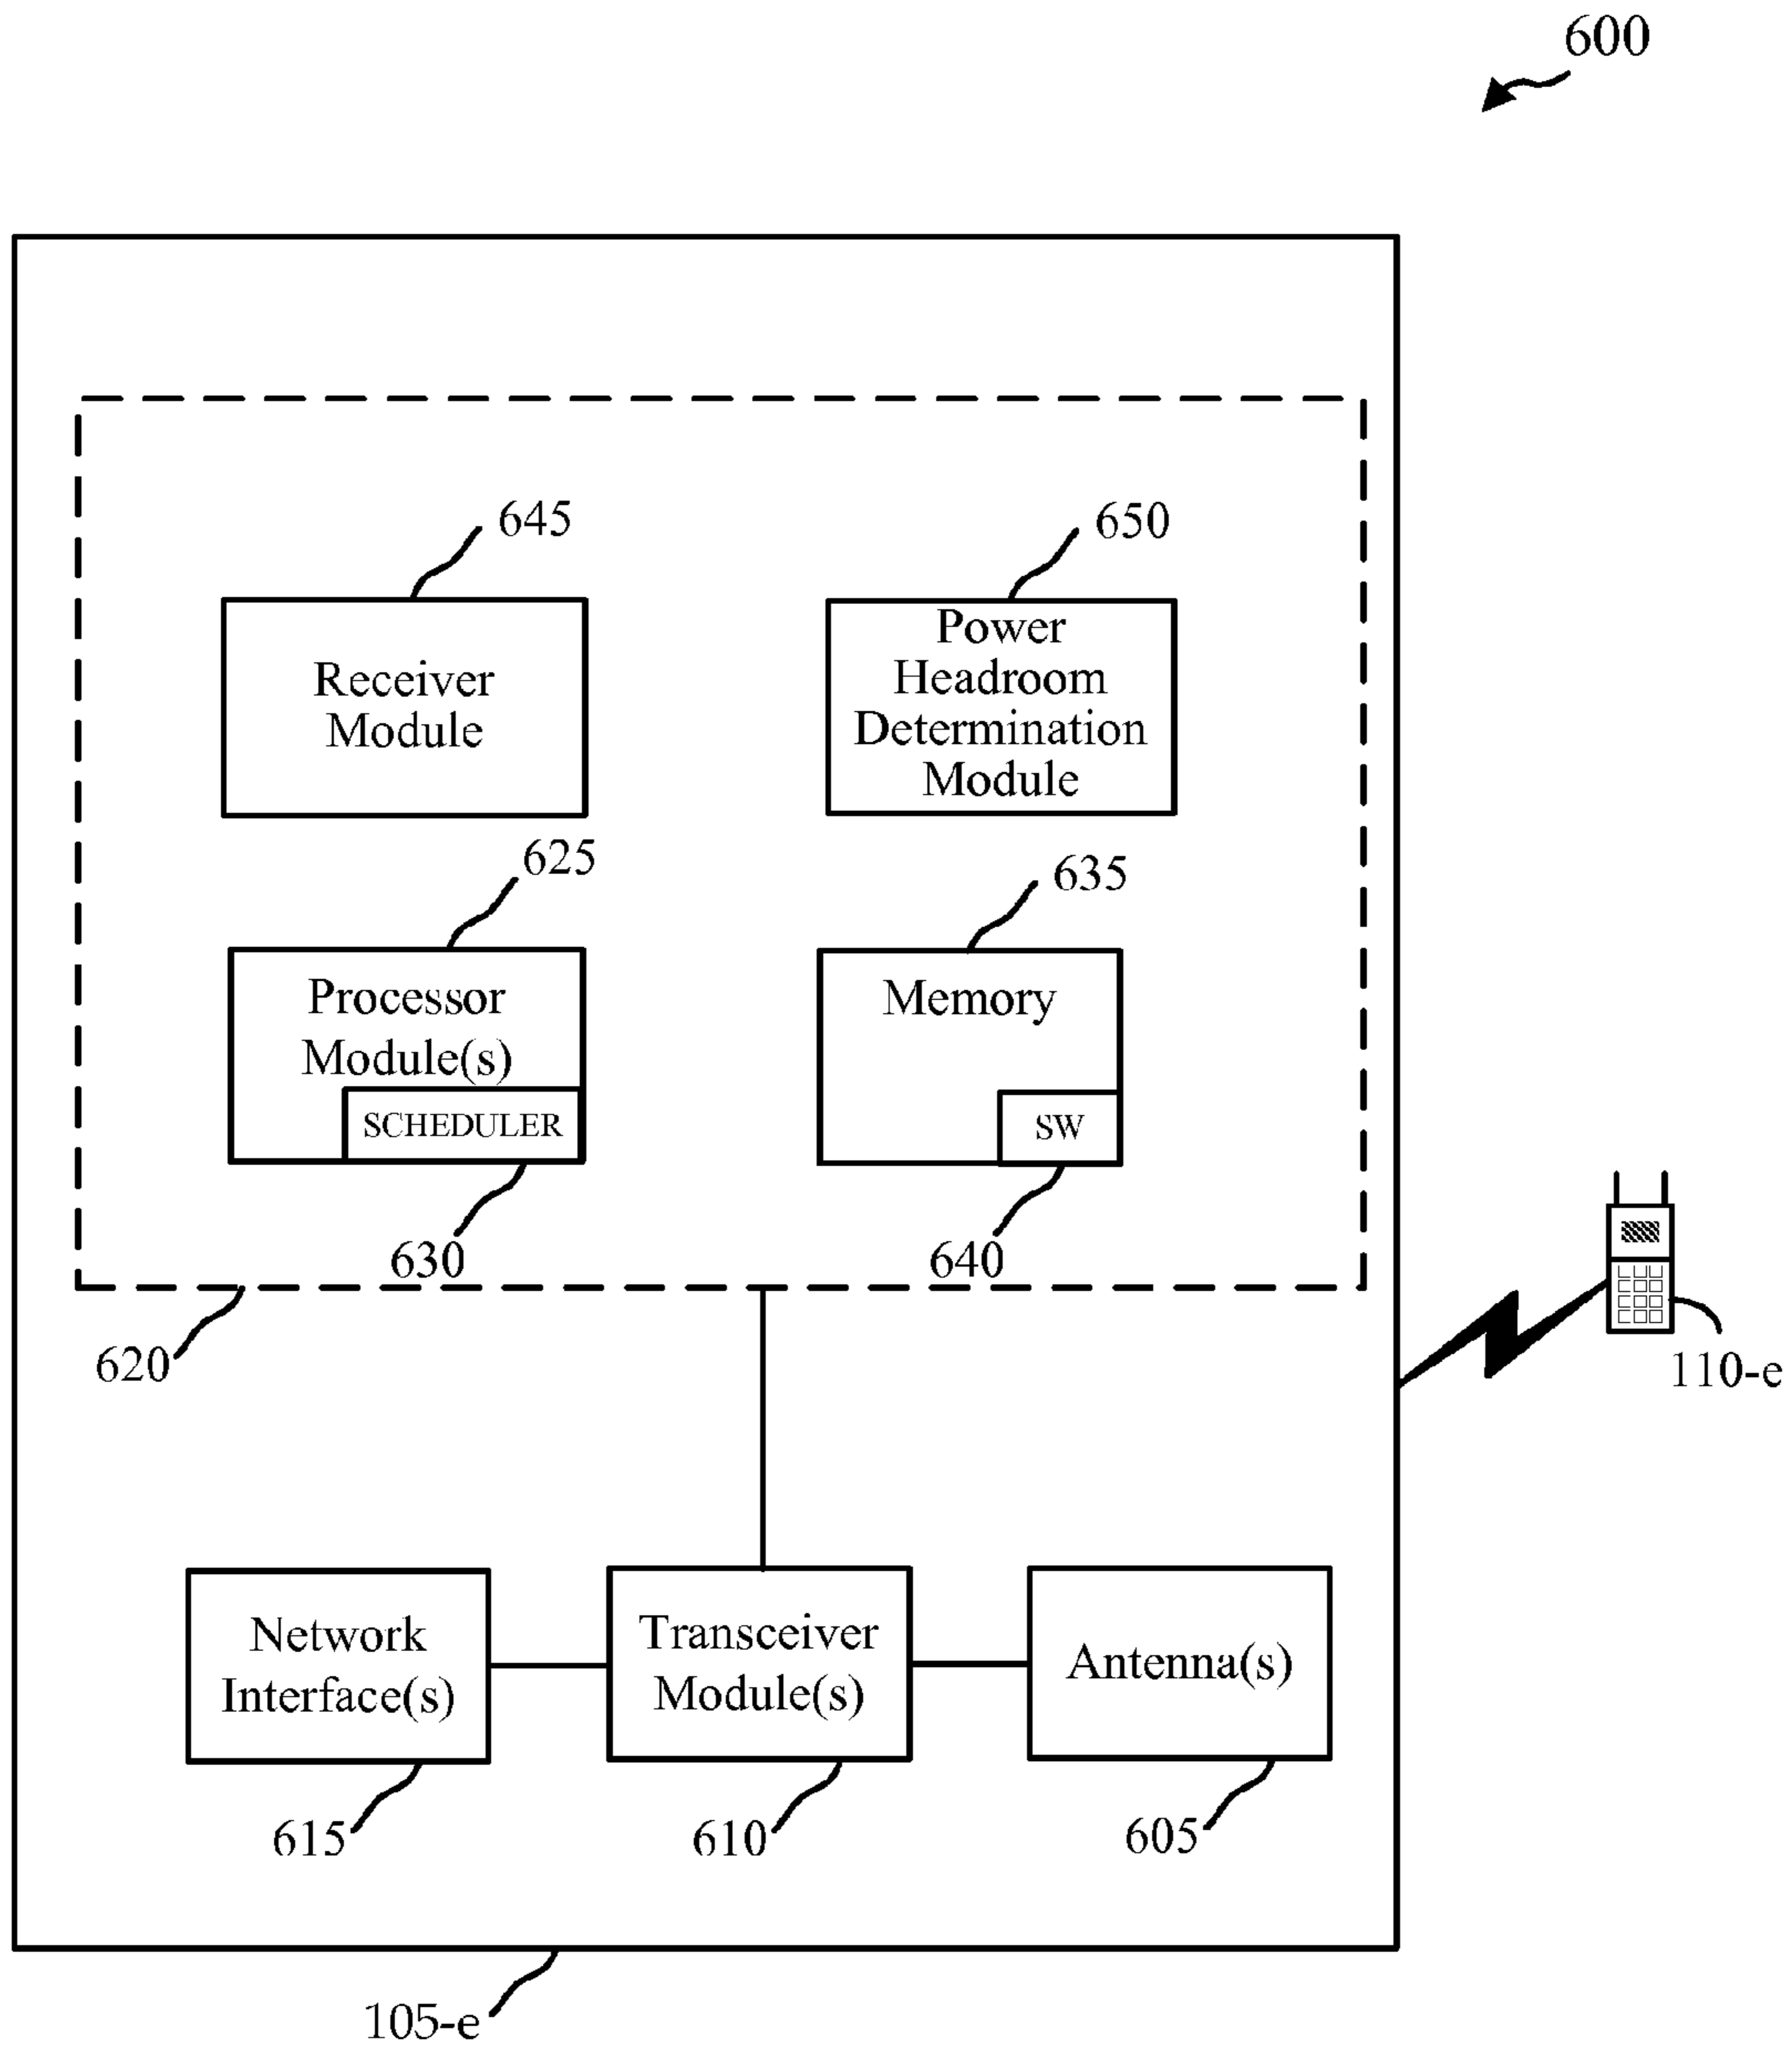 600
645
650
Receiver
Module
Power
Headroom
Determination
Module
625
635
Processor
Module(s)
SCHEDULER
Memory
SW
630
640
620
110-e
Network
Interface(s)
Transceiver
Module(s)
Antenna(s)
615
610
605
105-e